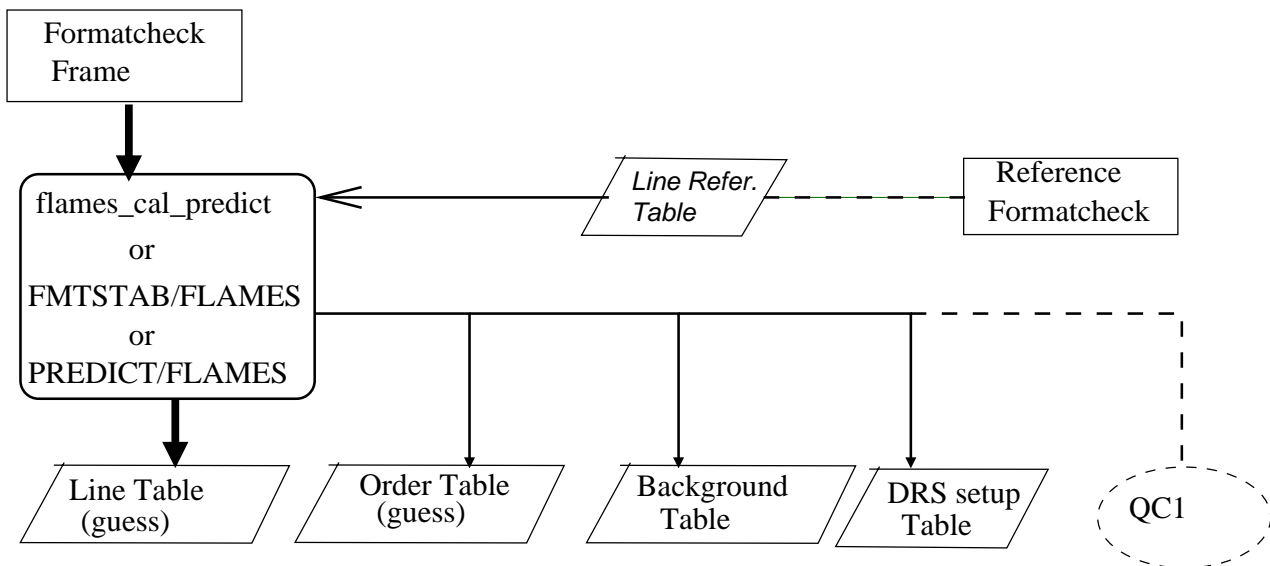 Formatcheck
Frame
flames_cal_predict
or
FMTSTAB/FLAMES
or
PREDICT/FLAMES
Line Refer.
Table
Reference
Formatcheck
Line Table
(guess)
Order Table
(guess)
Background
Table
DRS setup
Table
QC1